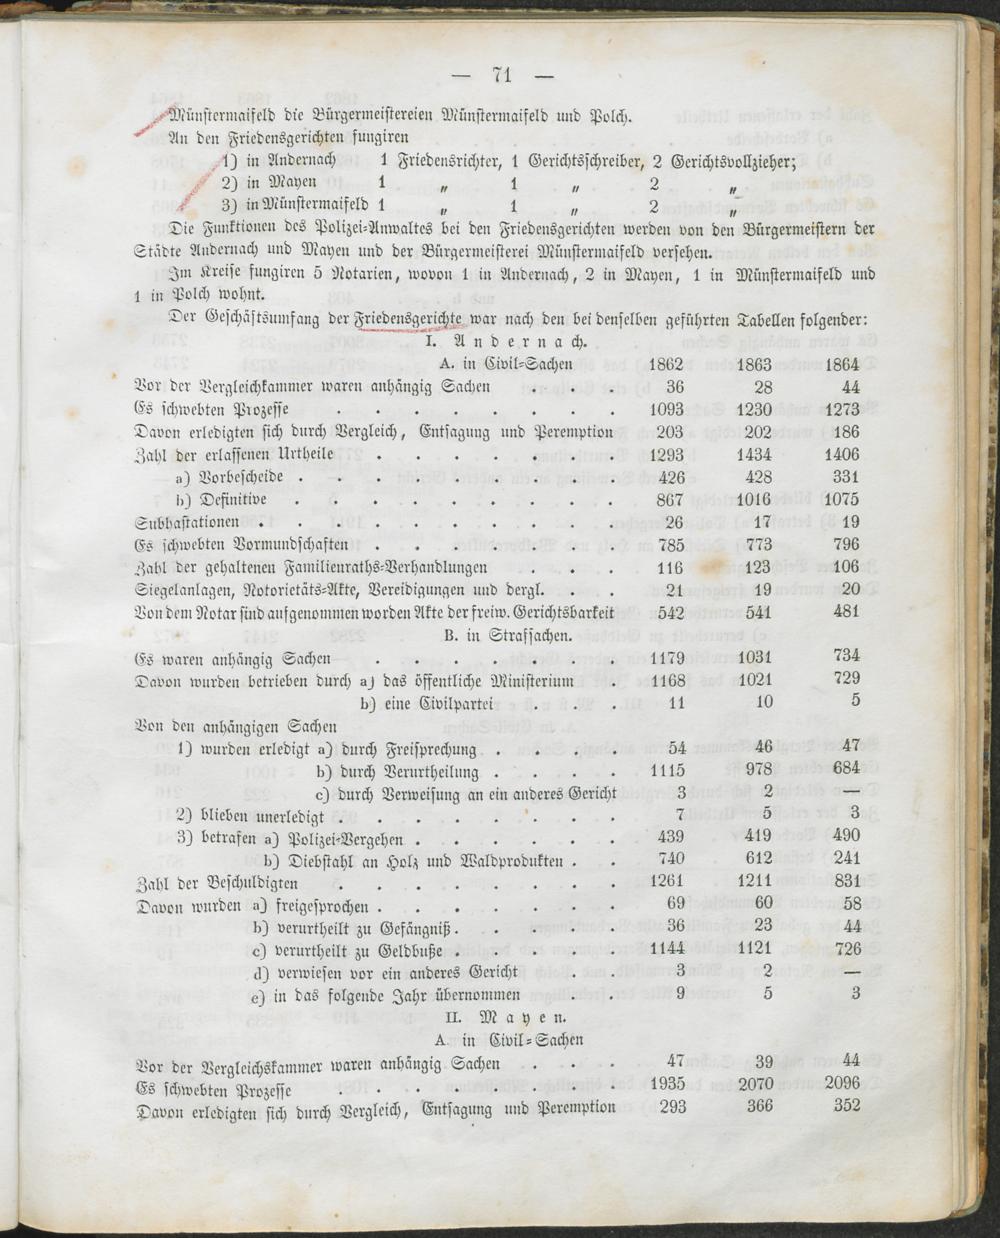 — 71 —
Münstermaifeld die Bürgermeistereien Münstermaifeld und Polch.
An den Friedensgerichten fungiren
1) in Andernach 1 Friedensrichter, 1 Gerichtsschreiber, 2 Gerichtsvollzieher;
2) in Mayen 1 „ 1 „ 2 „
3) in Münstermaifeld 1 „ 1 „ 2 „
Die Funktionen des Polizei-Anwaltes bei den Friedensgerichten werden von den Bürgermeistern der
Städte Andernach und Mayen und der Bürgermeisterei Münstermaifeld versehen.
Im Kreise fungiren 5 Notarien, wovon 1 in Andernach, 2 in Mayen, 1 in Münstermaifeld und
1 in Polch wohnt.
Der Geschäftsumfang der Friedensgerichte war nach den bei denselben geführten Tabellen folgender:
I. Andernach.
A. in Civil-Sachen 1862 1863 1864
Vor der Vergleichkammer waren anhängig Sachen . . . 36 28 44
Es schwebten Prozesse . . . . . . . . 1093 1230 1273
Davon erledigten sich durch Vergleich, Entsagung und Peremption 203 202 186
Zahl der erlassenen Urtheile . . . . . . . 1293 1434 1406
a) Vorbescheide . . . . . . . . . 426 428 331
b) Definitive . . . . . . . . . 867 1016 1075
Subhastationen . . . . . . . . . . 26 17 19
Es schwebten Vormundschaften . . . . . . . 785 773 796
Zahl der gehaltenen Familienraths-Verhandlungen . . . 116 123 106
Siegelanlagen, Notorietäts-Akte, Vereidigungen und dergl. . . 21 19 20
Von dem Notar sind aufgenommen worden Akte der freiw. Gerichtsbarkeit 542 541 481
B. in Strafsachen.
Es waren anhängig Sachen . . . . . . . 1179 1031 734
Davon wurden betrieben durch a) das öffentliche Ministerium . 1168 1021 729
b) eine Civilpartei . . . 11 10 5
Von den anhängigen Sachen
1) wurden erledigt a) durch Freisprechung . . . . 54 46 47
b) durch Verurtheilung . . . . 1115 978 684
c) durch Verweisung an ein anderes Gericht 3 2 —
2) blieben unerledigt . . . . . . . . 7 5 3
3) betrafen a) Polizei-Vergehen . . . . . . 439 419 490
b) Diebstahl an Holz und Waldprodukten . . 740 612 241
Zahl der Beschuldigten . . . . . . . . 1261 1211 831
Davon wurden a) freigesprochen . . . . . . . 69 60 58
b) verurtheilt zu Gefängniß . . . . . 36 23 44
c) verurtheilt zu Geldbuße . . . . . 1144 1121 726
d) verwiesen vor ein anderes Gericht . . . 3 2 —
e) in das folgende Jahr übernommen . . . 9 5 3
II. Mayen.
A. in Civil-Sachen
Vor der Vergleichskammer waren anhängig Sachen . . . 47 39 44
Es schwebten Prozesse . . . . . . . . 1935 2070 2096
Davon erledigten sich durch Vergleich, Entsagung und Peremption 293 366 352